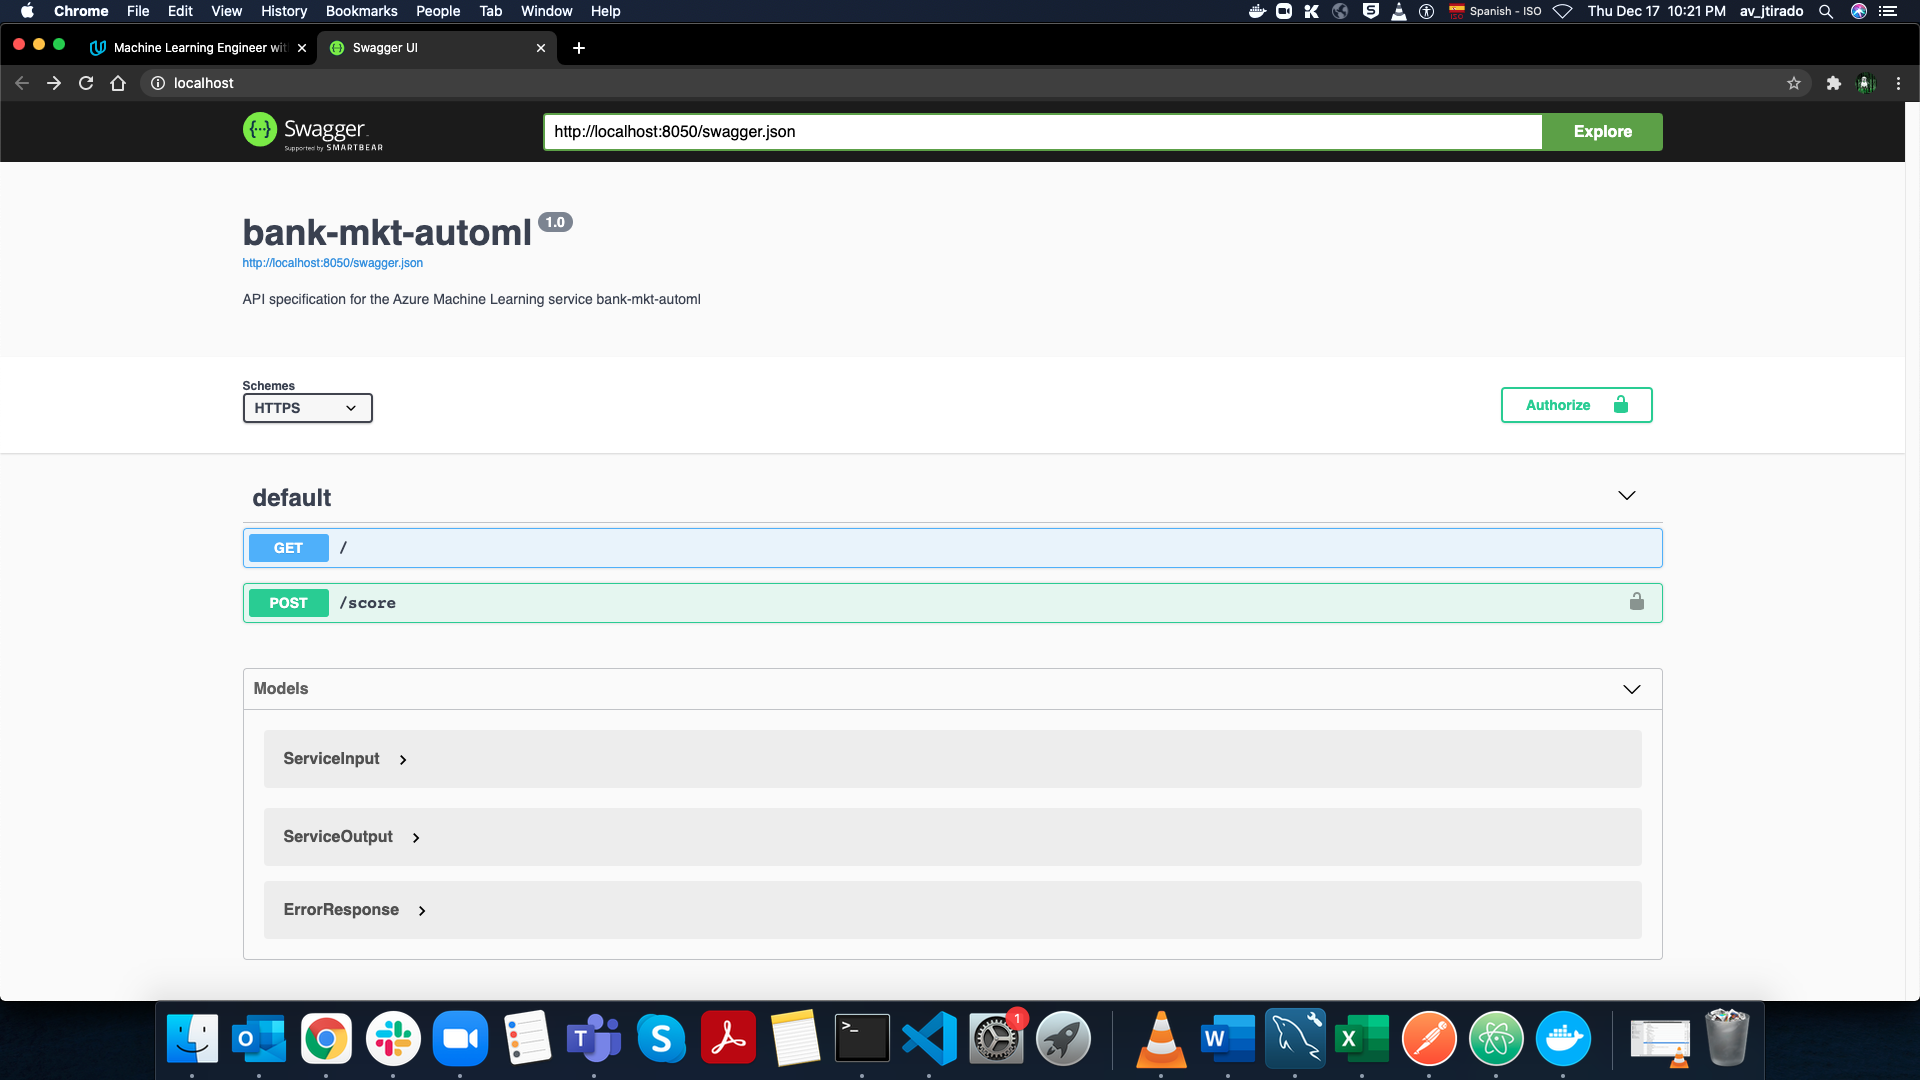 Chrome File Edit View History Bookmarks People Tab Window Help
Spanish - ISO Thu Dec 17 10:21 PM av_jtirado
Machine Learning Engineer wit
Swagger UI
localhost
Swagger
Supported by SMARTBEAR
http://localhost:8050/swagger.json
Explore
bank-mkt-automl 1.0
http://localhost:8050/swagger.json
API specification for the Azure Machine Learning service bank-mkt-automl
Schemes
HTTPS
Authorize
default
GET /
POST /score
Models
ServiceInput
ServiceOutput
ErrorResponse
1